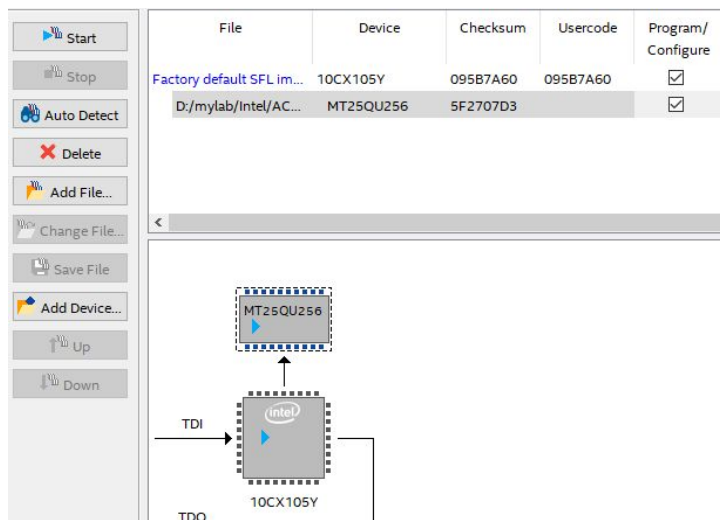 Start
Stop
Auto Detect
Delete
Add File...
Change File...
Save File
Add Device...
Up
Down
File Device Checksum Usercode Program/
Configure
Factory default SFL im... 10CX105Y 095B7A60 095B7A60
D:/mylab/Intel/AC... MT25QU256 5F2707D3
MT25QU256
intel
TDI
10CX105Y
TDO